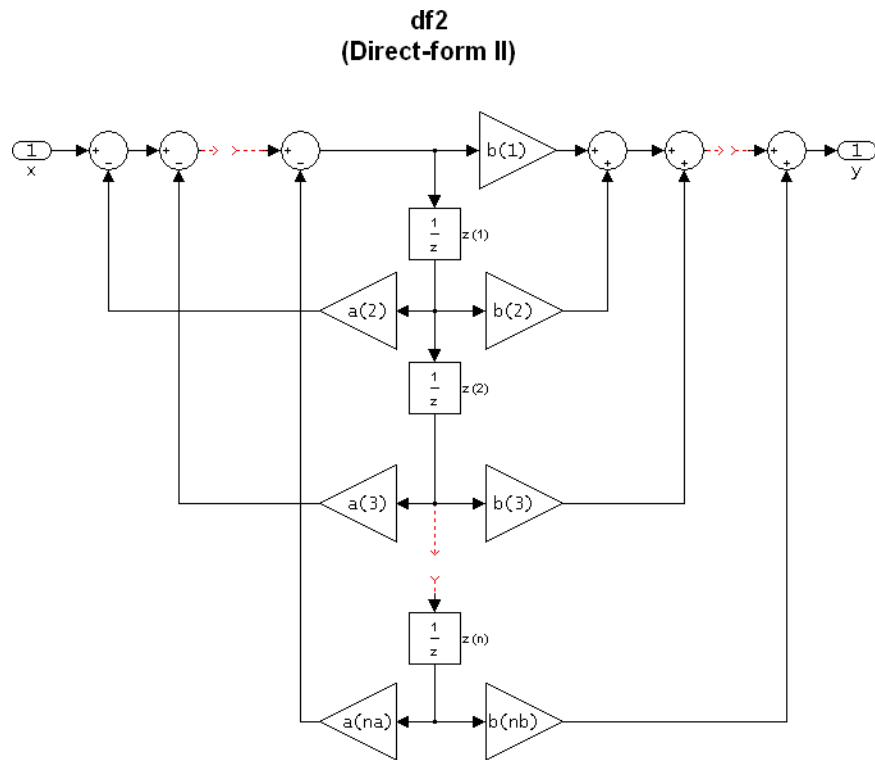 df2
(Direct-form II)
1
x
+
−
+
−
+
−
b(1)
+
+
+
+
+
+
1
y
1
z
z(1)
a(2)
b(2)
1
z
z(2)
a(3)
b(3)
1
z
z(n)
a(na)
b(nb)